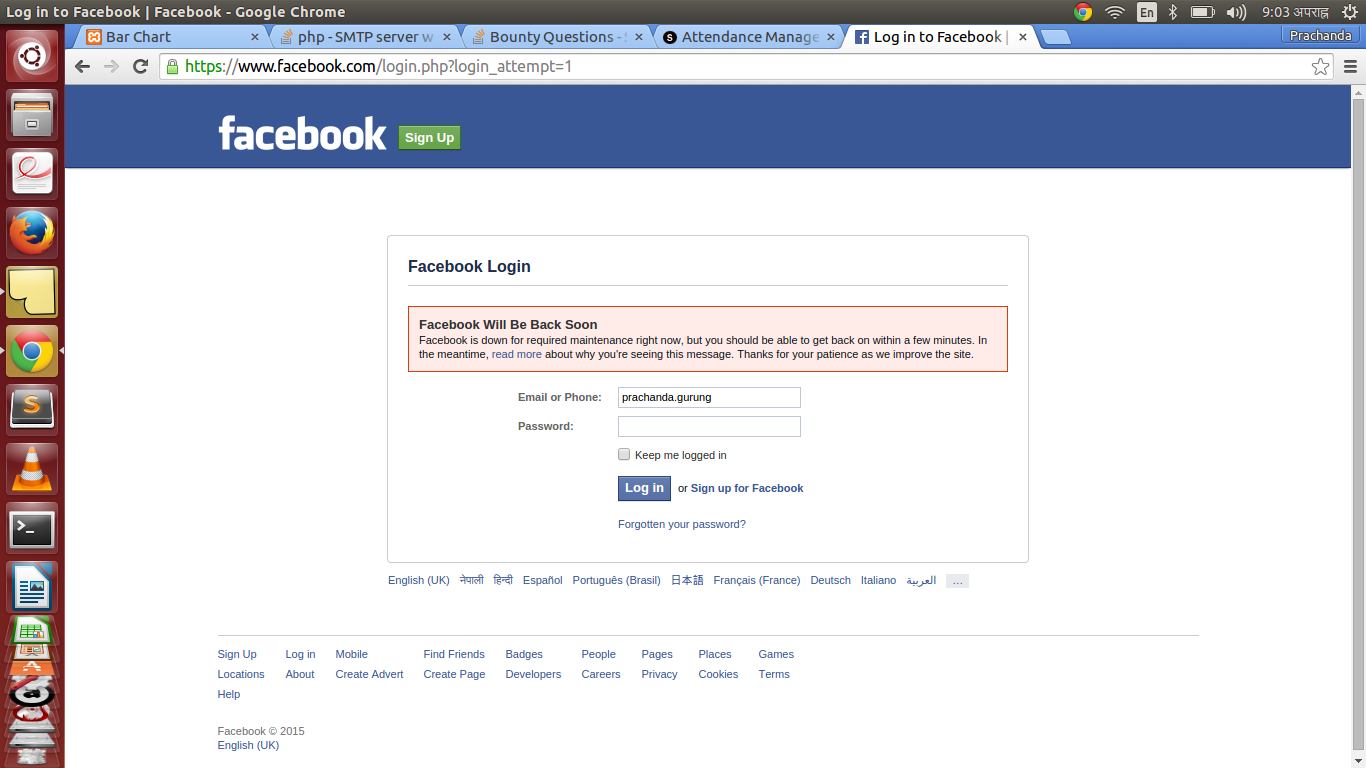 Log in to Facebook | Facebook - Google Chrome
En
9:03 अपराह्न
Bar Chart
php - SMTP server w
Bounty Questions - S
Attendance Manage
Log in to Facebook |
Prachanda
https://www.facebook.com/login.php?login_attempt=1
facebook
Sign Up
Facebook Login
Facebook Will Be Back Soon
Facebook is down for required maintenance right now, but you should be able to get back on within a few minutes. In
the meantime, read more about why you're seeing this message. Thanks for your patience as we improve the site.
Email or Phone: prachanda.gurung
Password:
Keep me logged in
Log in or Sign up for Facebook
Forgotten your password?
English (UK) नेपाली हिन्दी Español Português (Brasil) 日本語 Français (France) Deutsch Italiano العربية ...
Sign Up Log in Mobile Find Friends Badges People Pages Places Games
Locations About Create Advert Create Page Developers Careers Privacy Cookies Terms
Help
Facebook © 2015
English (UK)